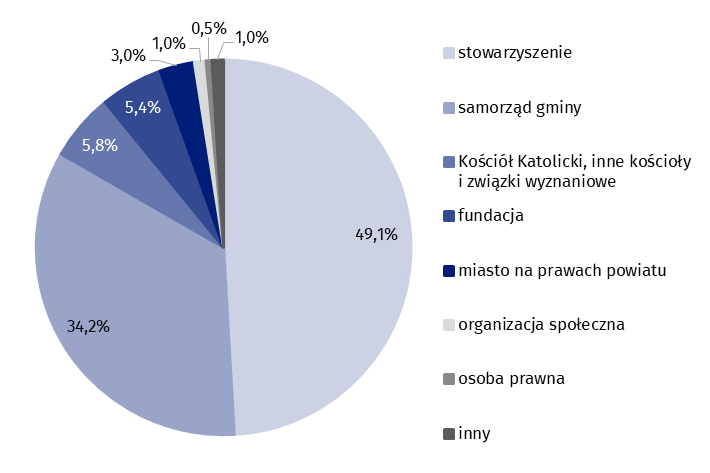 0,5%
1,0%
1,0%
3,0%
5,4%
5,8%
49,1%
34,2%
stowarzyszenie
samorząd gminy
Kościół Katolicki, inne kościoły
i związki wyznaniowe
fundacja
miasto na prawach powiatu
organizacja społeczna
osoba prawna
inny